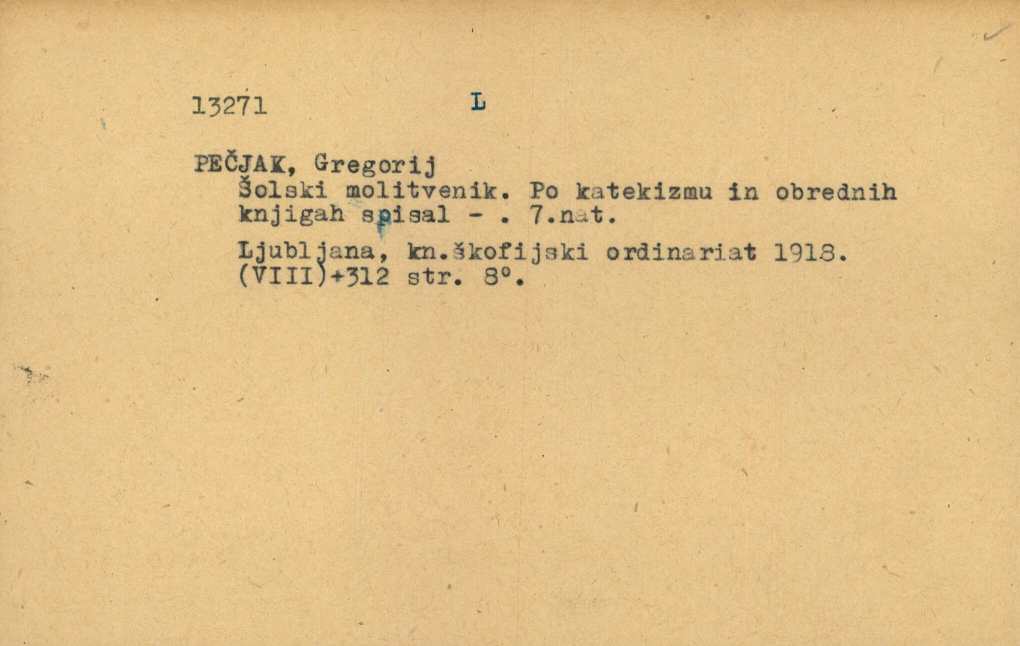 13271 L
PEČJAK, Gregorij
Šolski molitvenik. Po katekizmu in obrednih
knjigah spisal - . 7.nat.
Ljubljana, kn.škofijski ordinariat 1918.
(VIII)+312 str. 8°.